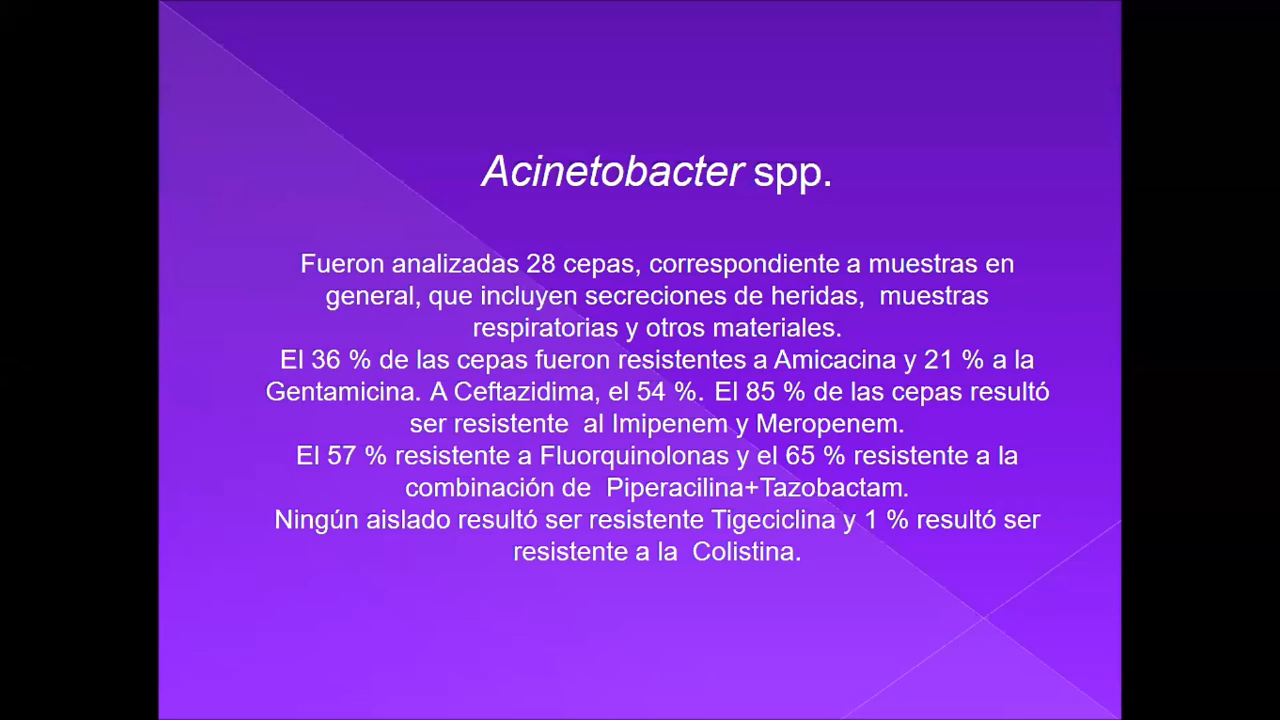 Acinetobacter spp.
Fueron analizadas 28 cepas, correspondiente a muestras en
general, que incluyen secreciones de heridas,  muestras
respiratorias y otros materiales.
El 36 % de las cepas fueron resistentes a Amicacina y 21 % a la
Gentamicina. A Ceftazidima, el 54 %. El 85 % de las cepas resultó
ser resistente  al Imipenem y Meropenem.
El 57 % resistente a Fluorquinolonas y el 65 % resistente a la
combinación de  Piperacilina+Tazobactam.
Ningún aislado resultó ser resistente Tigeciclina y 1 % resultó ser
resistente a la  Colistina.